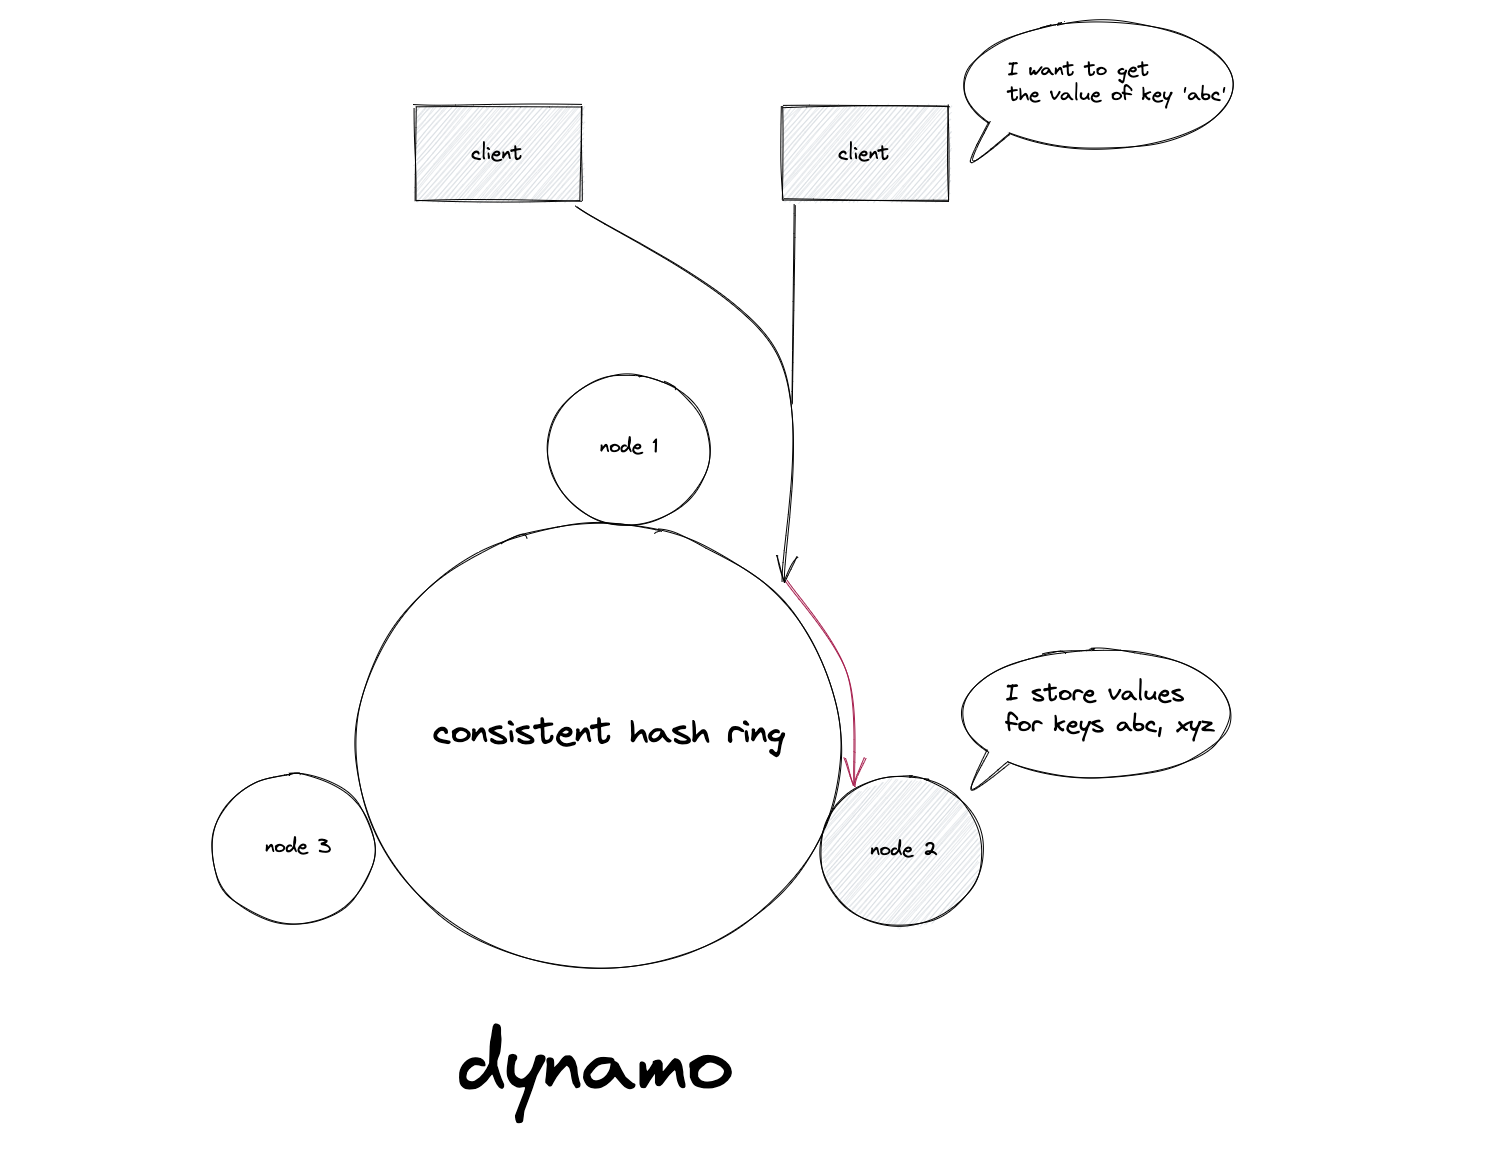 I want to get
the value of key 'abc'
client
client
node 1
I store values
for keys abc, xyz
consistent hash ring
node 3
node 2
dynamo